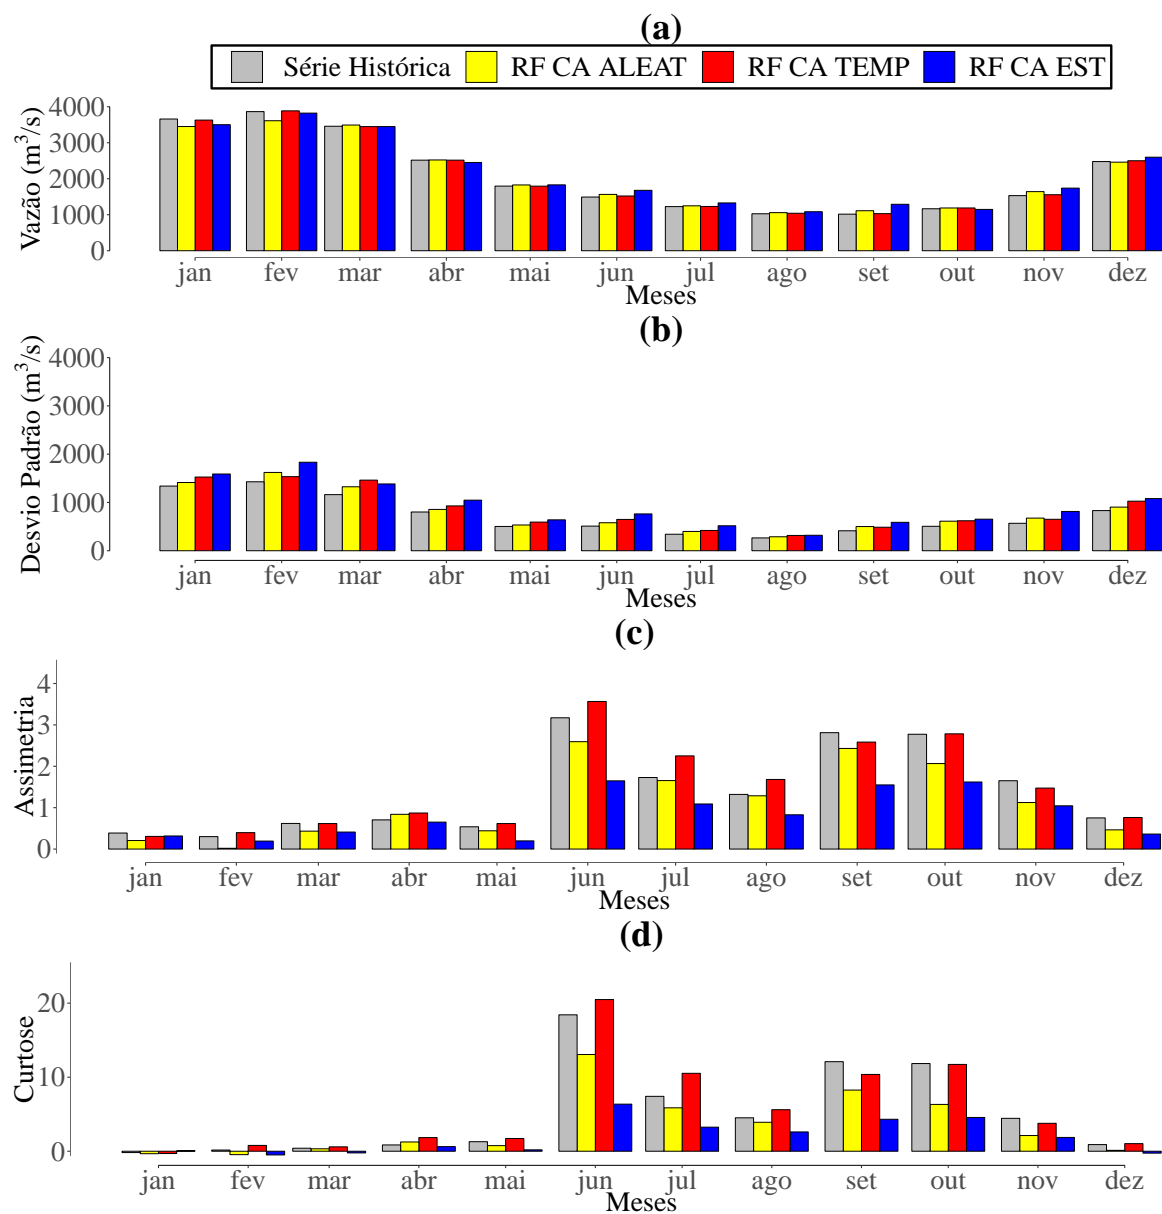 (a)
Série Histórica RF CA ALEAT RF CA TEMP RF CA EST
Vazão (m³/s)
4000
3000
2000
1000
0
jan fev mar abr mai jun jul ago set out nov dez
Meses
(b)
Desvio Padrão (m³/s)
4000
3000
2000
1000
0
jan fev mar abr mai jun jul ago set out nov dez
Meses
(c)
Assimetria
4
3
2
1
0
jan fev mar abr mai jun jul ago set out nov dez
Meses
(d)
Curtose
20
10
0
jan fev mar abr mai jun jul ago set out nov dez
Meses